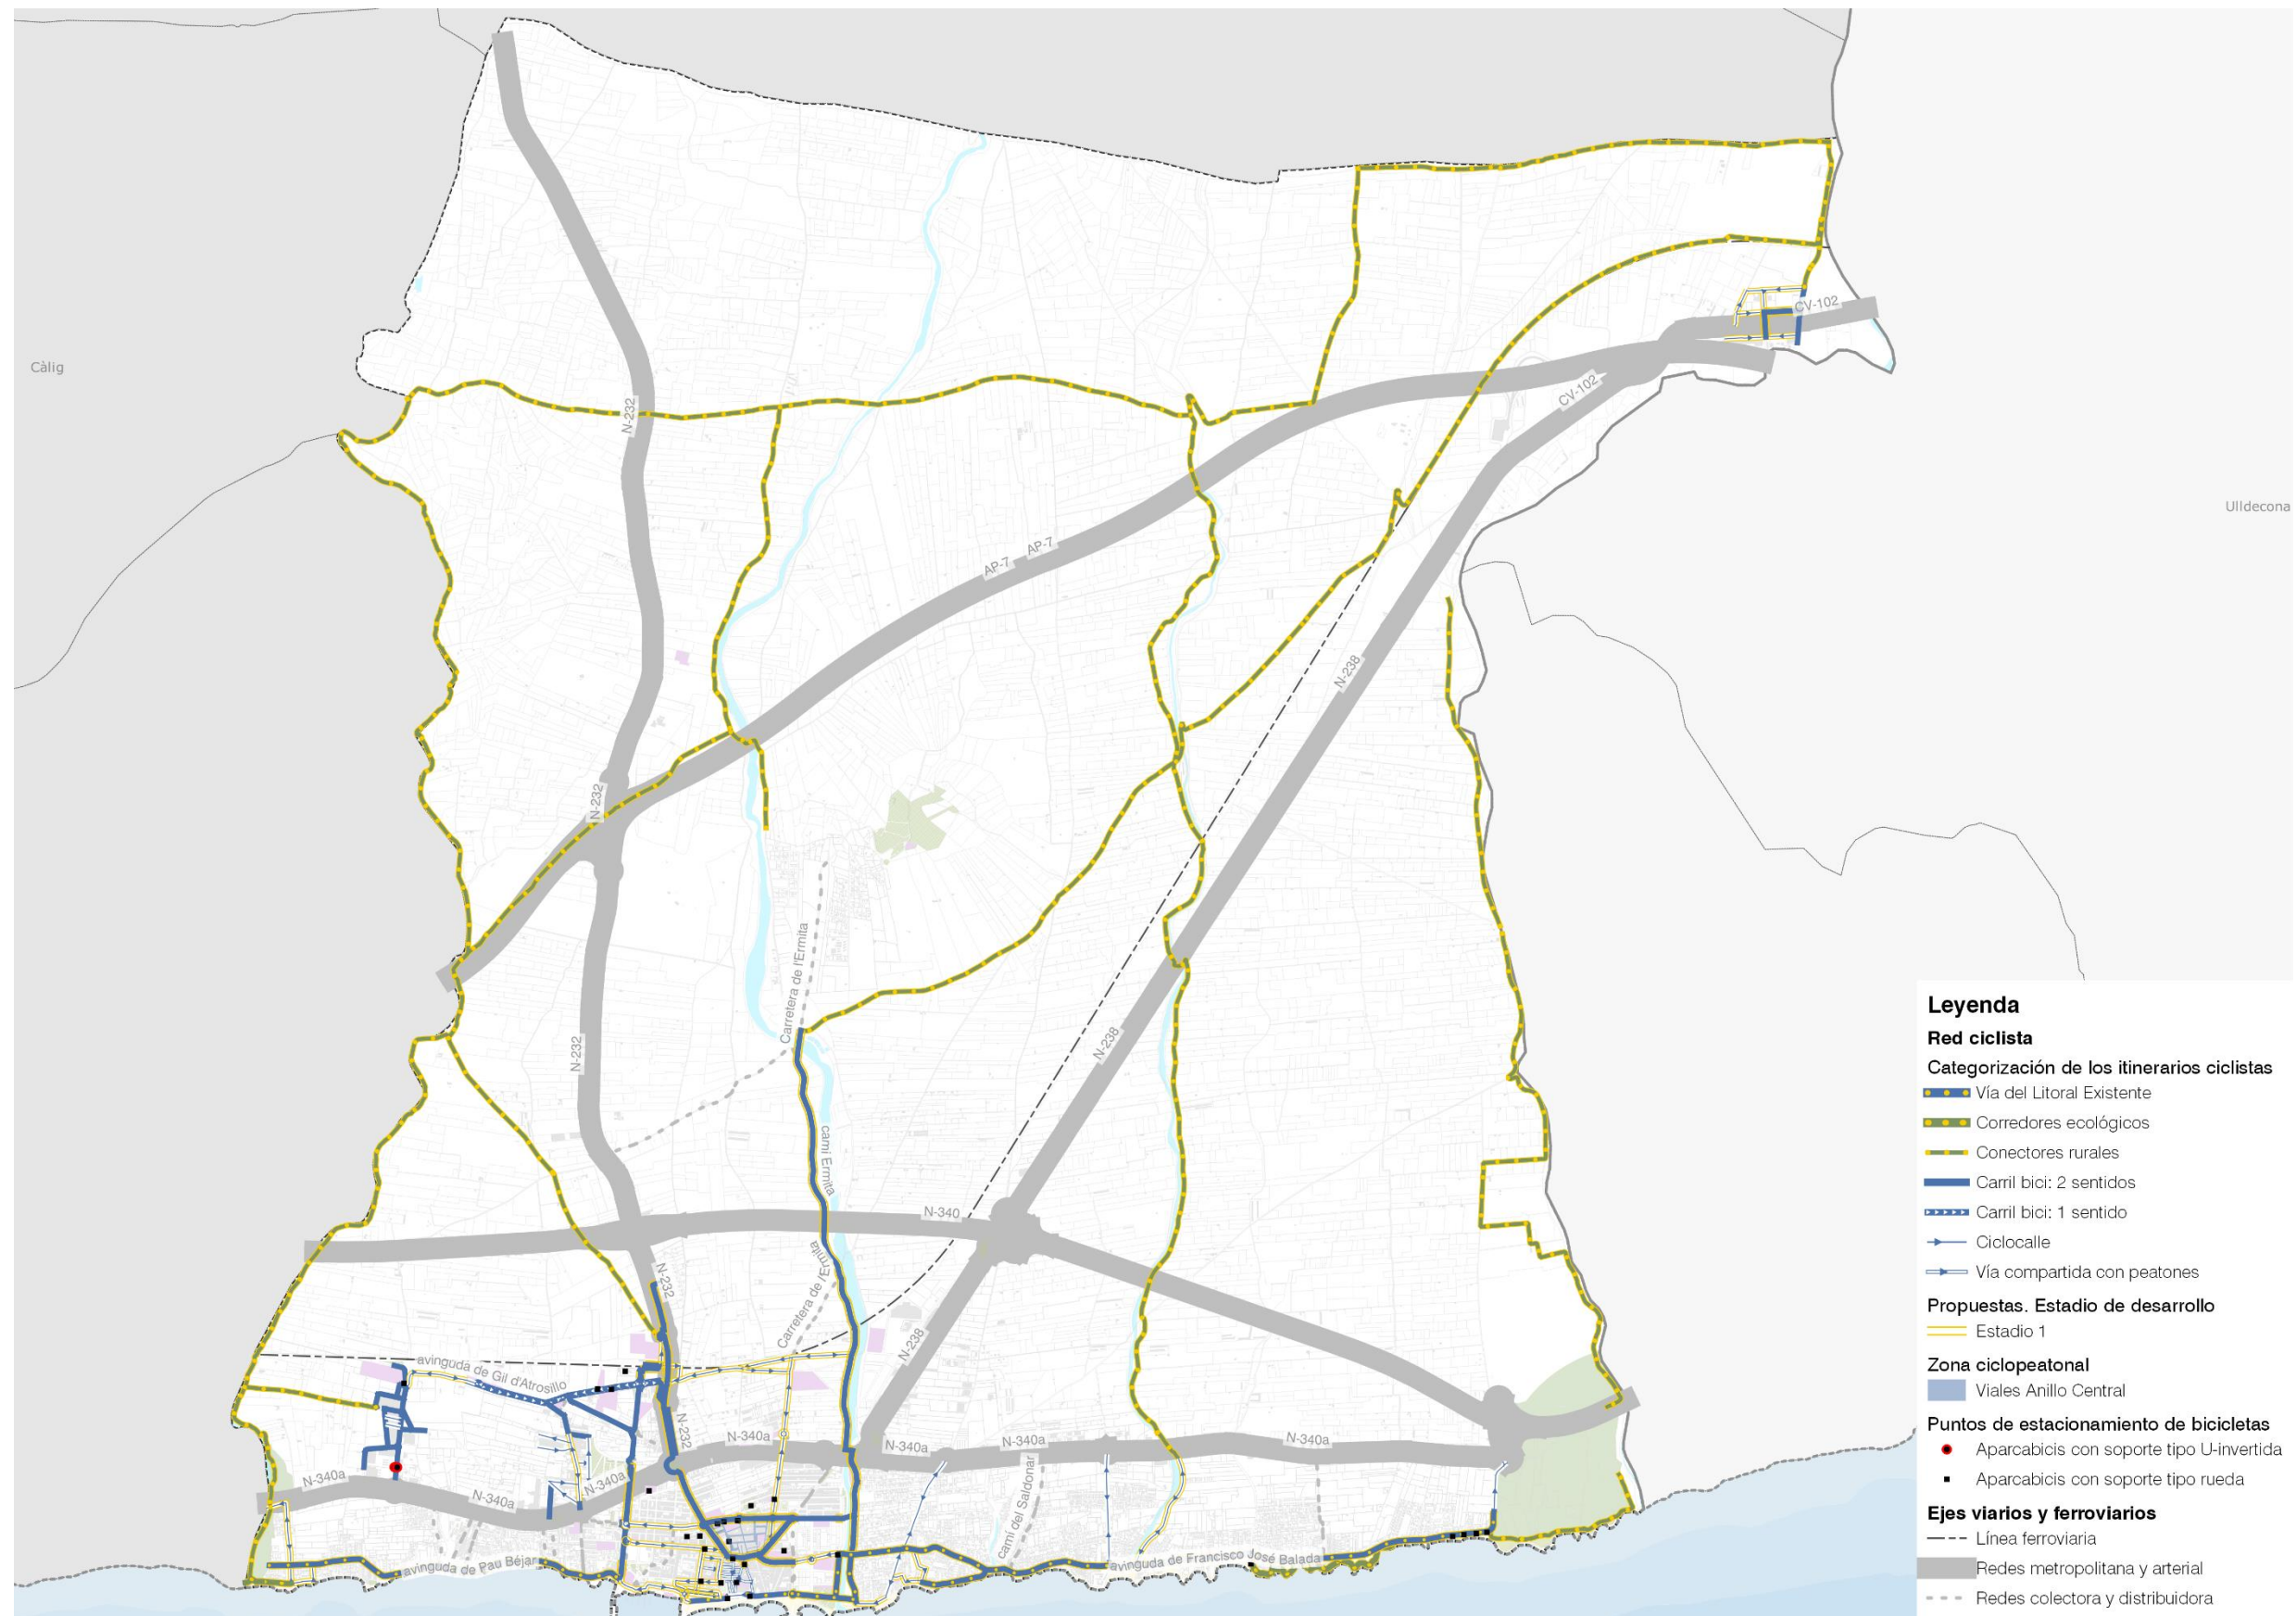 CV-102
Càlig
CV-102
N-232
Ulldecona
AP-7
AP-7
N-238
N-232
Carretera de l'Ermita
N-238
N-232
camí Ermita
N-340
Carretera de l'Ermita
N-232
N-238
avinguda de Gil d'Atrosillo
N-232
N-340a
N-340a
N-340a
N-340a
N-340a
N-340a
N-340a
camí del Saldonar
avinguda de Pau Béjar
avinguda de Francisco José Balada
Leyenda
Red ciclista
Categorización de los itinerarios ciclistas
Vía del Litoral Existente
Corredores ecológicos
Conectores rurales
Carril bici: 2 sentidos
Carril bici: 1 sentido
Ciclocalle
Vía compartida con peatones
Propuestas. Estadio de desarrollo
Estadio 1
Zona ciclopeatonal
Viales Anillo Central
Puntos de estacionamiento de bicicletas
Aparcabicis con soporte tipo U-invertida
Aparcabicis con soporte tipo rueda
Ejes viarios y ferroviarios
Línea ferroviaria
Redes metropolitana y arterial
Redes colectora y distribuidora